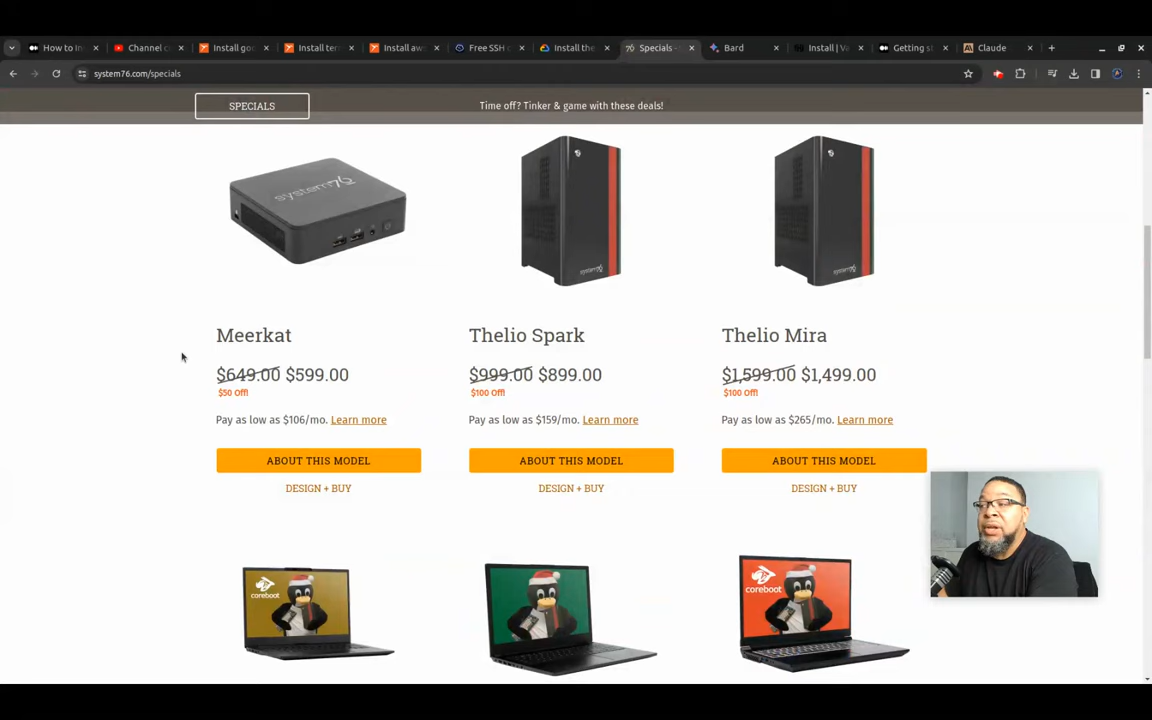 How to In
Channel c
Install goo
Install ter
Install aw
Free SSH c
Install the
Specials -
Bard
Install | Va
Getting st
Claude
system76.com/specials
SPECIALS
Time off? Tinker & game with these deals!
system76
system76
system76
Meerkat
Thelio Spark
Thelio Mira
$649.00 $599.00
$999.00 $899.00
$1,599.00 $1,499.00
$50 Off!
$100 Off!
$100 Off!
Pay as low as $106/mo. Learn more
Pay as low as $159/mo. Learn more
Pay as low as $265/mo. Learn more
ABOUT THIS MODEL
ABOUT THIS MODEL
ABOUT THIS MODEL
DESIGN + BUY
DESIGN + BUY
DESIGN + BUY
coreboot
coreboot